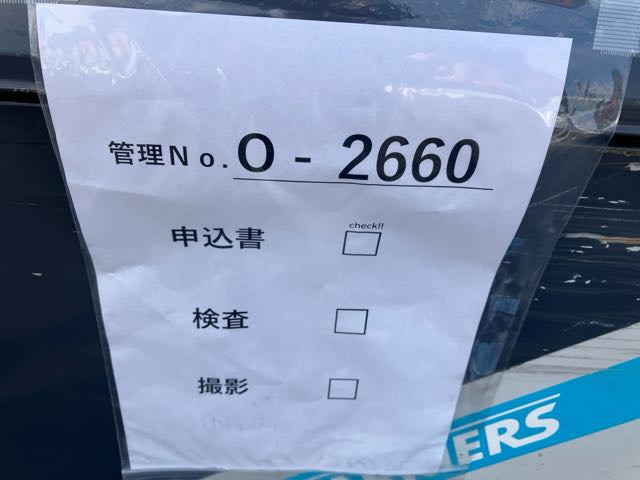 管理No. O - 2660
check!!
申込書 □
検査 □
撮影 □
ERS